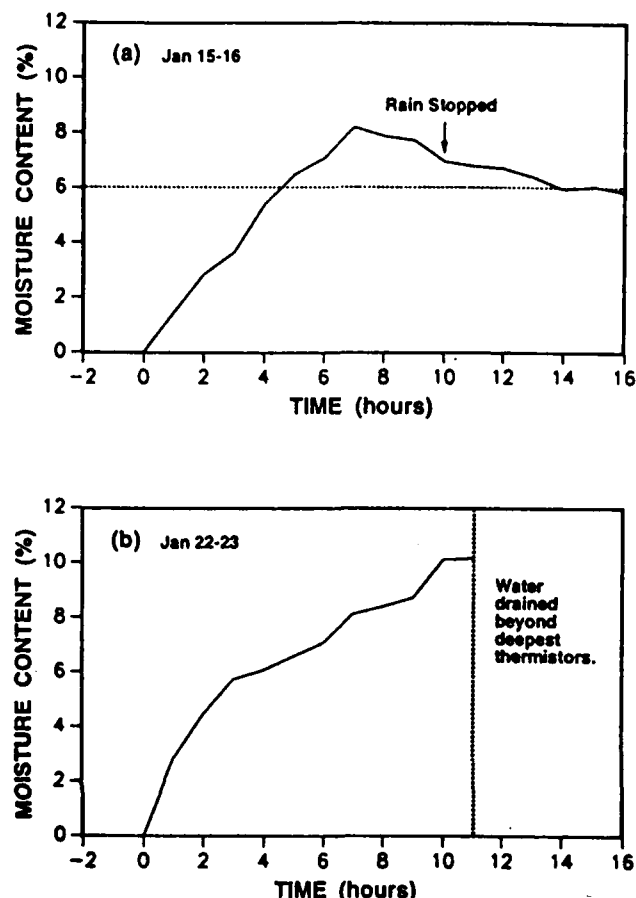 12
10
8
6
4
2
0
MOISTURE CONTENT (%)
(a) Jan 15-16
Rain Stopped
-2 0 2 4 6 8 10 12 14 16
TIME (hours)
12
10
8
6
4
2
0
MOISTURE CONTENT (%)
(b) Jan 22-23
Water
drained
beyond
deepest
thermistors.
-2 0 2 4 6 8 10 12 14 16
TIME (hours)